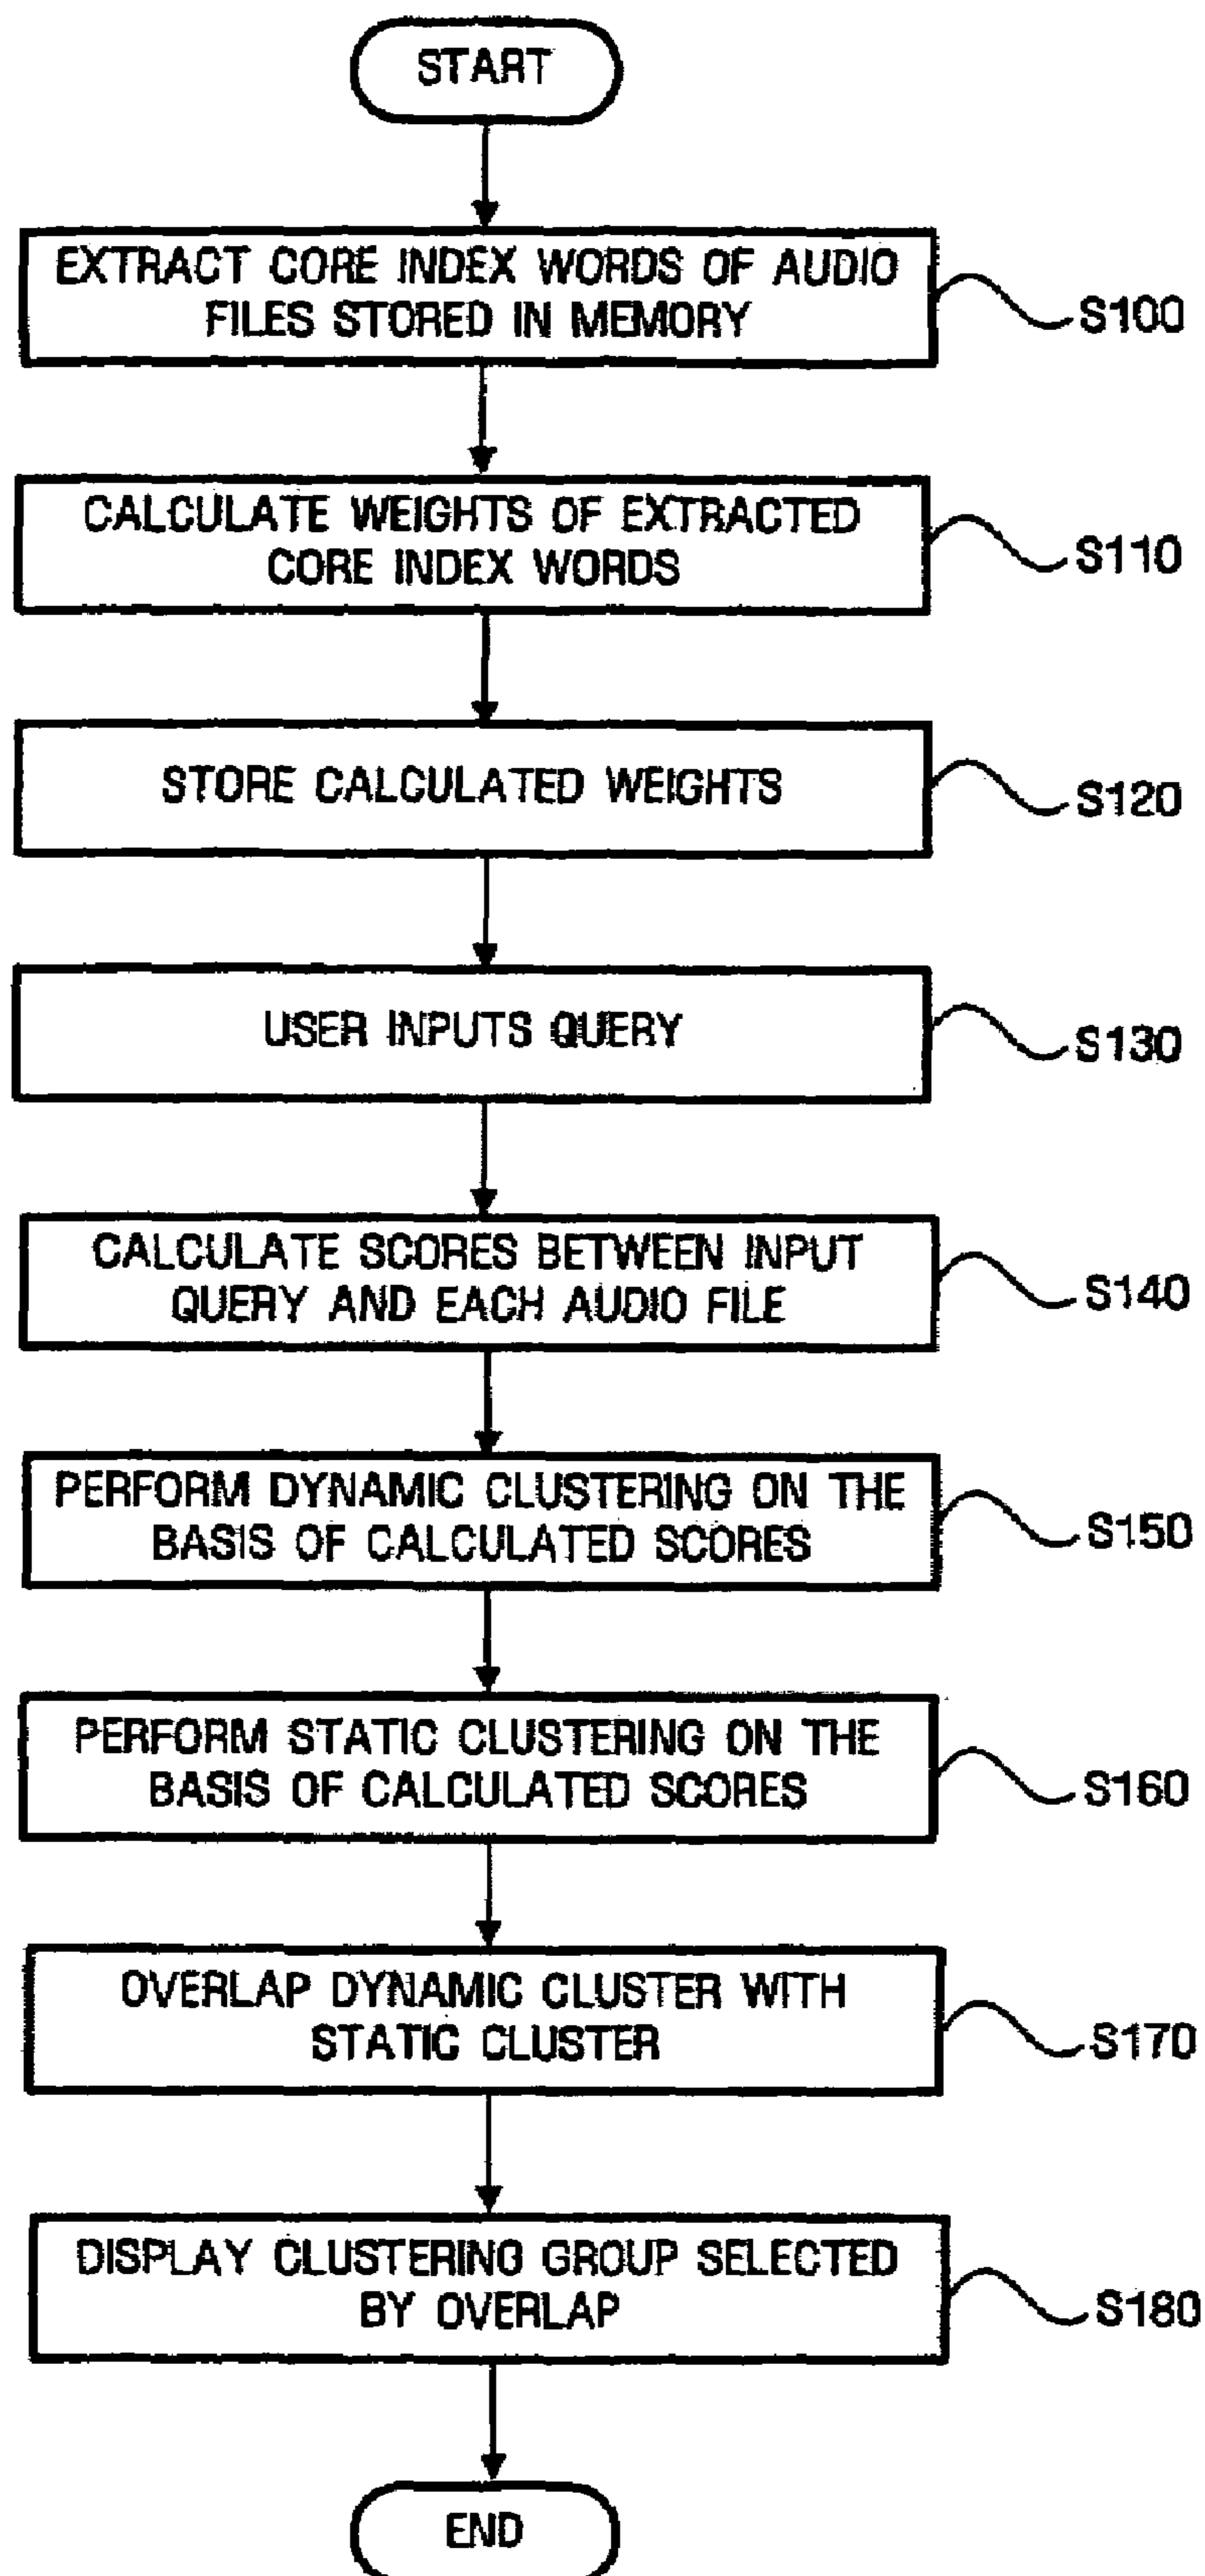 START
EXTRACT CORE INDEX WORDS OF AUDIO
FILES STORED IN MEMORY
S100
CALCULATE WEIGHTS OF EXTRACTED
CORE INDEX WORDS
S110
STORE CALCULATED WEIGHTS
S120
USER INPUTS QUERY
S130
CALCULATE SCORES BETWEEN INPUT
QUERY AND EACH AUDIO FILE
S140
PERFORM DYNAMIC CLUSTERING ON THE
BASIS OF CALCULATED SCORES
S150
PERFORM STATIC CLUSTERING ON THE
BASIS OF CALCULATED SCORES
S160
OVERLAP DYNAMIC CLUSTER WITH
STATIC CLUSTER
S170
DISPLAY CLUSTERING GROUP SELECTED
BY OVERLAP
S180
END